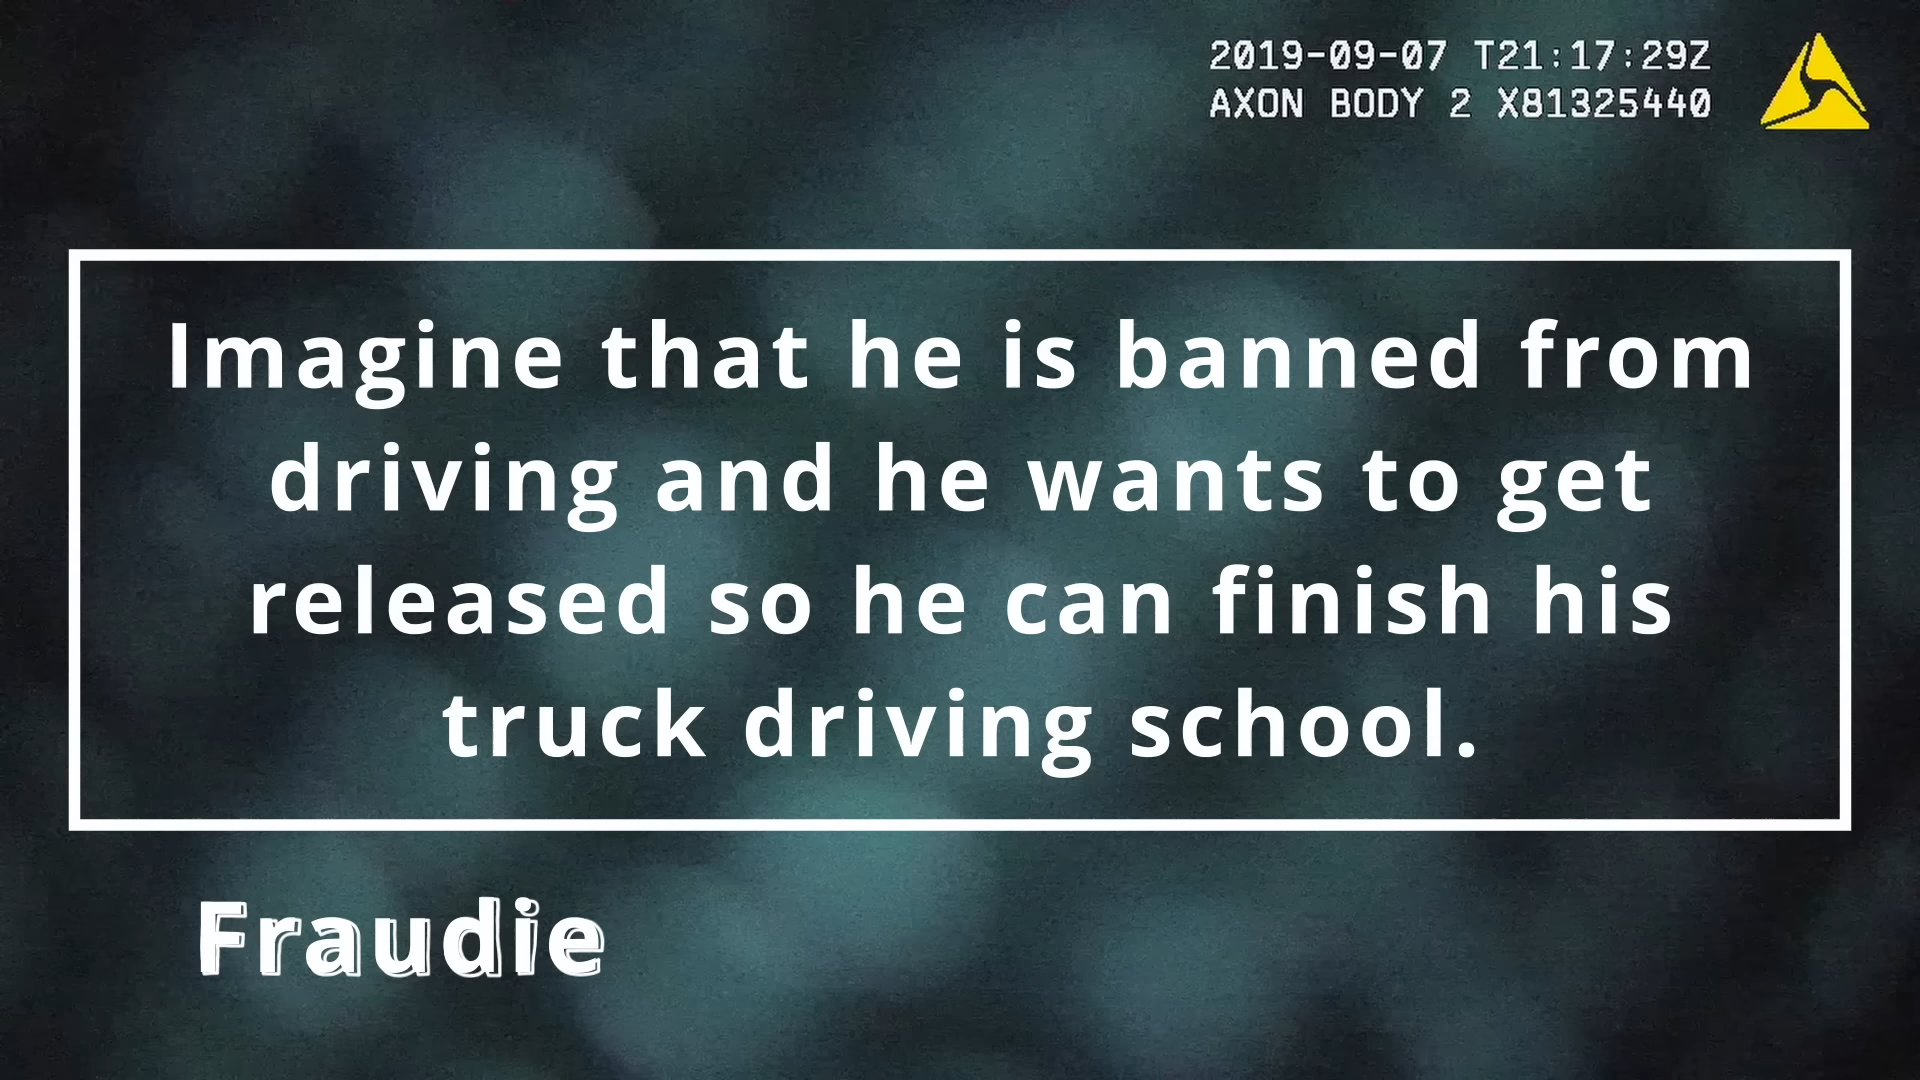 2019-09-07 T21:17:29Z
AXON BODY 2 X81325440
Imagine that he is banned from
driving and he wants to get
released so he can finish his
truck driving school.
Fraudie